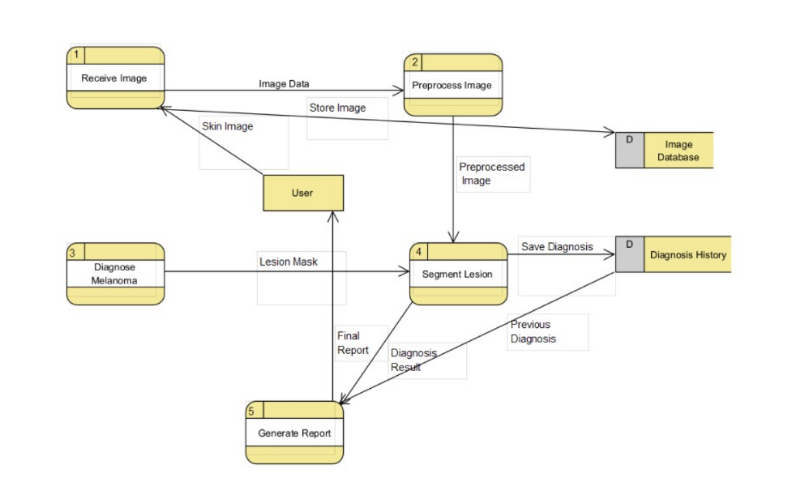 1
Receive Image
Image Data
2
Preprocess Image
Store Image
Skin Image
D
Image
Database
Preprocessed
Image
User
3
Diagnose
Melanoma
Lesion Mask
4
Segment Lesion
Save Diagnosis
D
Diagnosis History
Final
Report
Diagnosis
Result
Previous
Diagnosis
5
Generate Report